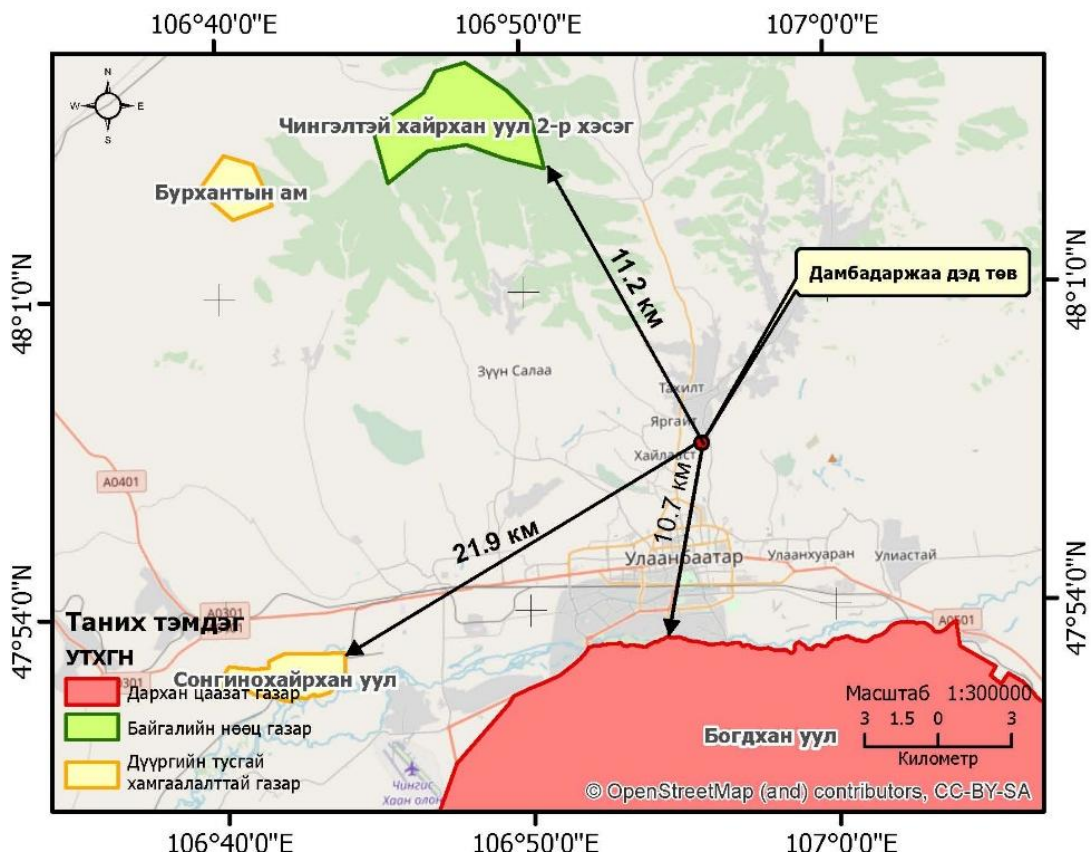 106°40'0"E
106°50'0"E
107°0'0"E
N
W
E
S
Чингэлтэй хайрхан уул 2-р хэсэг
Бурхантын ам
Дамбадаржаа дэд төв
48°1'0"N
48°1'0"N
11.2 км
Зүүн Салаа
Тахилт
Яргайт
Хайлааст
A0401
21.9 км
10.7 км
Улаанбаатар
Улаанхуаран
Улиастай
A0301
A0301
A0501
47°54'0"N
47°54'0"N
Таних тэмдэг
УТХГН
Дархан цаазат газар
Байгалийн нөөц газар
Дүүргийн тусгай
хамгаалалттай газар
Сонгинохайрхан уул
Чингис
Хаан олон
Богдхан уул
Масштаб 1:300000
3 1.5 0 3
Километр
© OpenStreetMap (and) contributors, CC-BY-SA
106°40'0"E
106°50'0"E
107°0'0"E